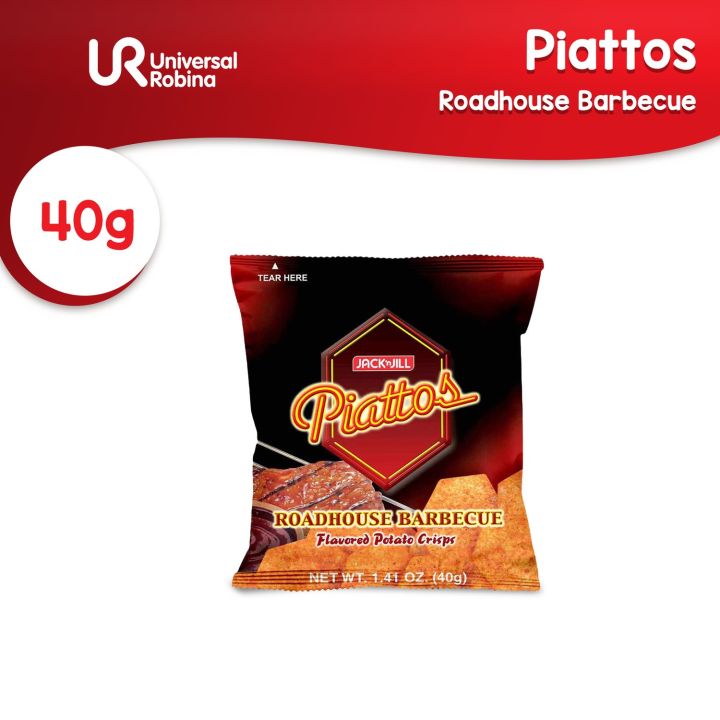 UR Universal
Robina
Piattos
Roadhouse Barbecue
40g
TEAR HERE
JACK 'n JILL
Piattos
ROADHOUSE BARBECUE
Flavored Potato Crisps
NET WT. 1.41 OZ. (40g)